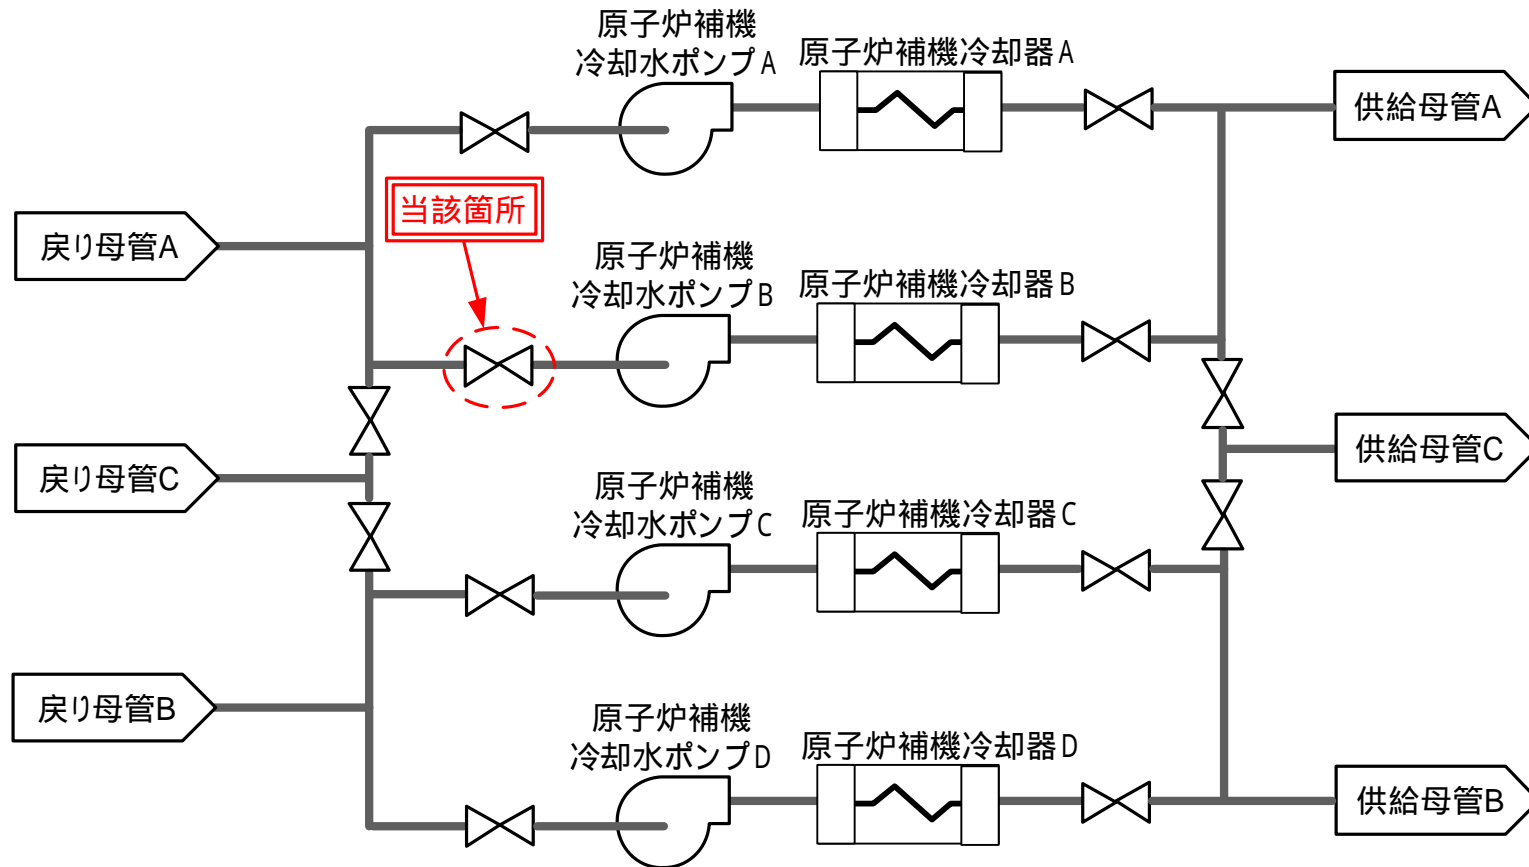 原子炉補機
冷却水ポンプA
原子炉補機冷却器A
供給母管A
当該箇所
戻り母管A
原子炉補機
冷却水ポンプB
原子炉補機冷却器B
戻り母管C
供給母管C
原子炉補機
冷却水ポンプC
原子炉補機冷却器C
戻り母管B
原子炉補機
冷却水ポンプD
原子炉補機冷却器D
供給母管B